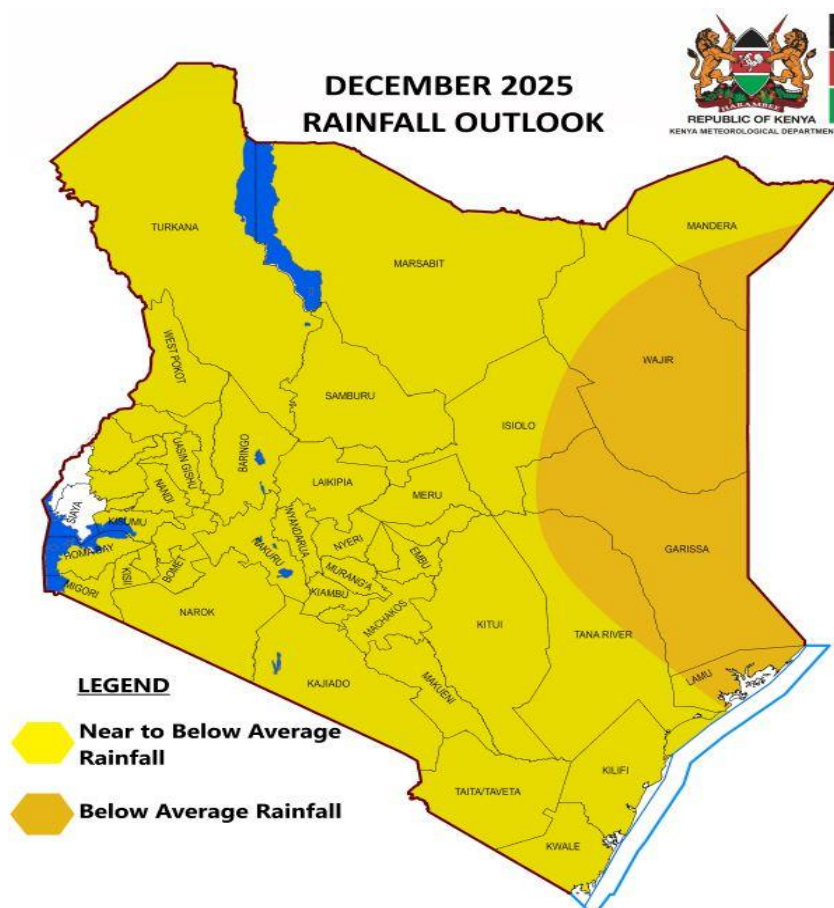 DECEMBER 2025
RAINFALL OUTLOOK
HARAMBEE
REPUBLIC OF KENYA
KENYA METEOROLOGICAL DEPARTMENT
MANDERA
TURKANA
MARSABIT
WAJIR
WEST POKOT
SAMBURU
ISIOLO
UASIN GISHU
BARINGO
LAIKIPIA
MERU
NANDI
SIAYA
KISUMU
NYANDARUA
NYERI
EMBU
HOMA BAY
NAKURU
GARISSA
KISII
BOMET
MURANG'A
MIGORI
KIAMBU
NAROK
MACHAKOS
KITUI
TANA RIVER
LAMU
KAJIADO
MAKUENI
KILIFI
TAITA/TAVETA
KWALE
LEGEND
Near to Below Average
Rainfall
Below Average Rainfall